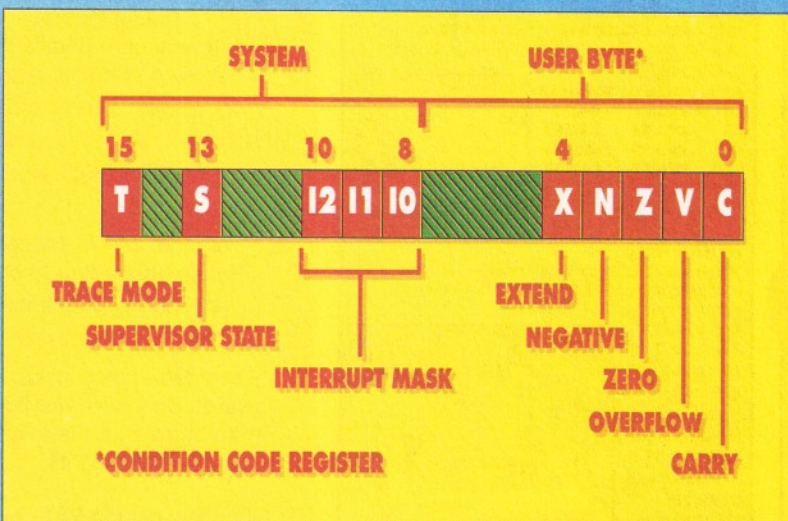 SYSTEM USER BYTE*
15 13 10 8 4 0
T S I2 I1 I0 X N Z V C
TRACE MODE
EXTEND
SUPERVISOR STATE
NEGATIVE
INTERRUPT MASK
ZERO
OVERFLOW
*CONDITION CODE REGISTER
CARRY